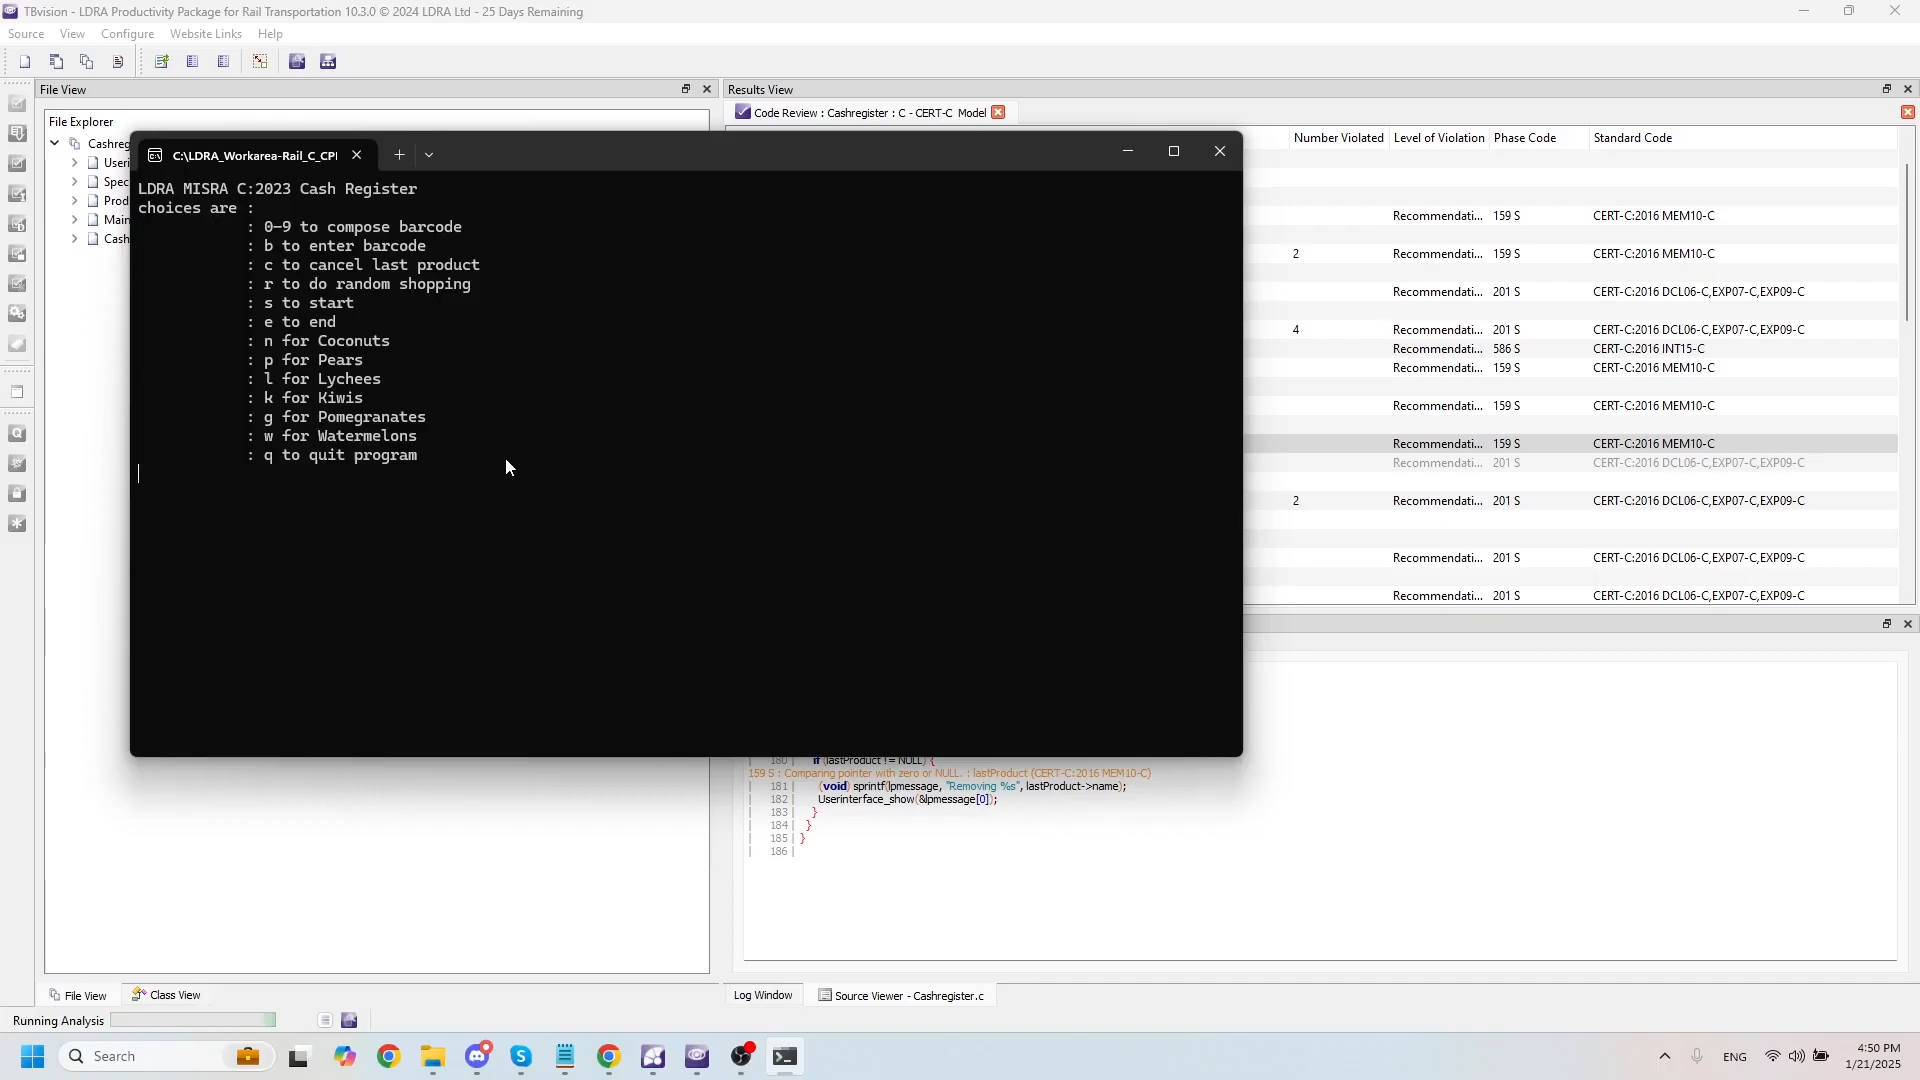 TBvision - LDRA Productivity Package for Rail Transportation 10.3.0 © 2024 LDRA Ltd - 25 Days Remaining
Source View Configure Website Links Help
File View
Results View
File Explorer
Code Review : Cashregister : C - CERT-C Model
Number Violated Level of Violation Phase Code Standard Code
Cashreg
Useri
Spec
Prod
Main
Cash
C:\LDRA_Workarea-Rail_C_CPI
LDRA MISRA C:2023 Cash Register
choices are :
: 0-9 to compose barcode
: b to enter barcode
: c to cancel last product
: r to do random shopping
: s to start
: e to end
: n for Coconuts
: p for Pears
: l for Lychees
: k for Kiwis
: g for Pomegranates
: w for Watermelons
: q to quit program
Recommendati... 159 S CERT-C:2016 MEM10-C
2 Recommendati... 159 S CERT-C:2016 MEM10-C
Recommendati... 201 S CERT-C:2016 DCL06-C,EXP07-C,EXP09-C
4 Recommendati... 201 S CERT-C:2016 DCL06-C,EXP07-C,EXP09-C
Recommendati... 586 S CERT-C:2016 INT15-C
Recommendati... 159 S CERT-C:2016 MEM10-C
Recommendati... 159 S CERT-C:2016 MEM10-C
Recommendati... 159 S CERT-C:2016 MEM10-C
Recommendati... 201 S CERT-C:2016 DCL06-C,EXP07-C,EXP09-C
2 Recommendati... 201 S CERT-C:2016 DCL06-C,EXP07-C,EXP09-C
Recommendati... 201 S CERT-C:2016 DCL06-C,EXP07-C,EXP09-C
Recommendati... 201 S CERT-C:2016 DCL06-C,EXP07-C,EXP09-C
180 if (lastProduct != NULL) {
159 S : Comparing pointer with zero or NULL. : lastProduct (CERT-C:2016 MEM10-C)
181 (void) sprintf(lpmessage, "Removing %s", lastProduct->name);
182 Userinterface_show(&lpmessage[0]);
183 }
184 }
185 }
186
File View Class View
Log Window Source Viewer - Cashregister.c
Running Analysis
Search
ENG
4:50 PM
1/21/2025